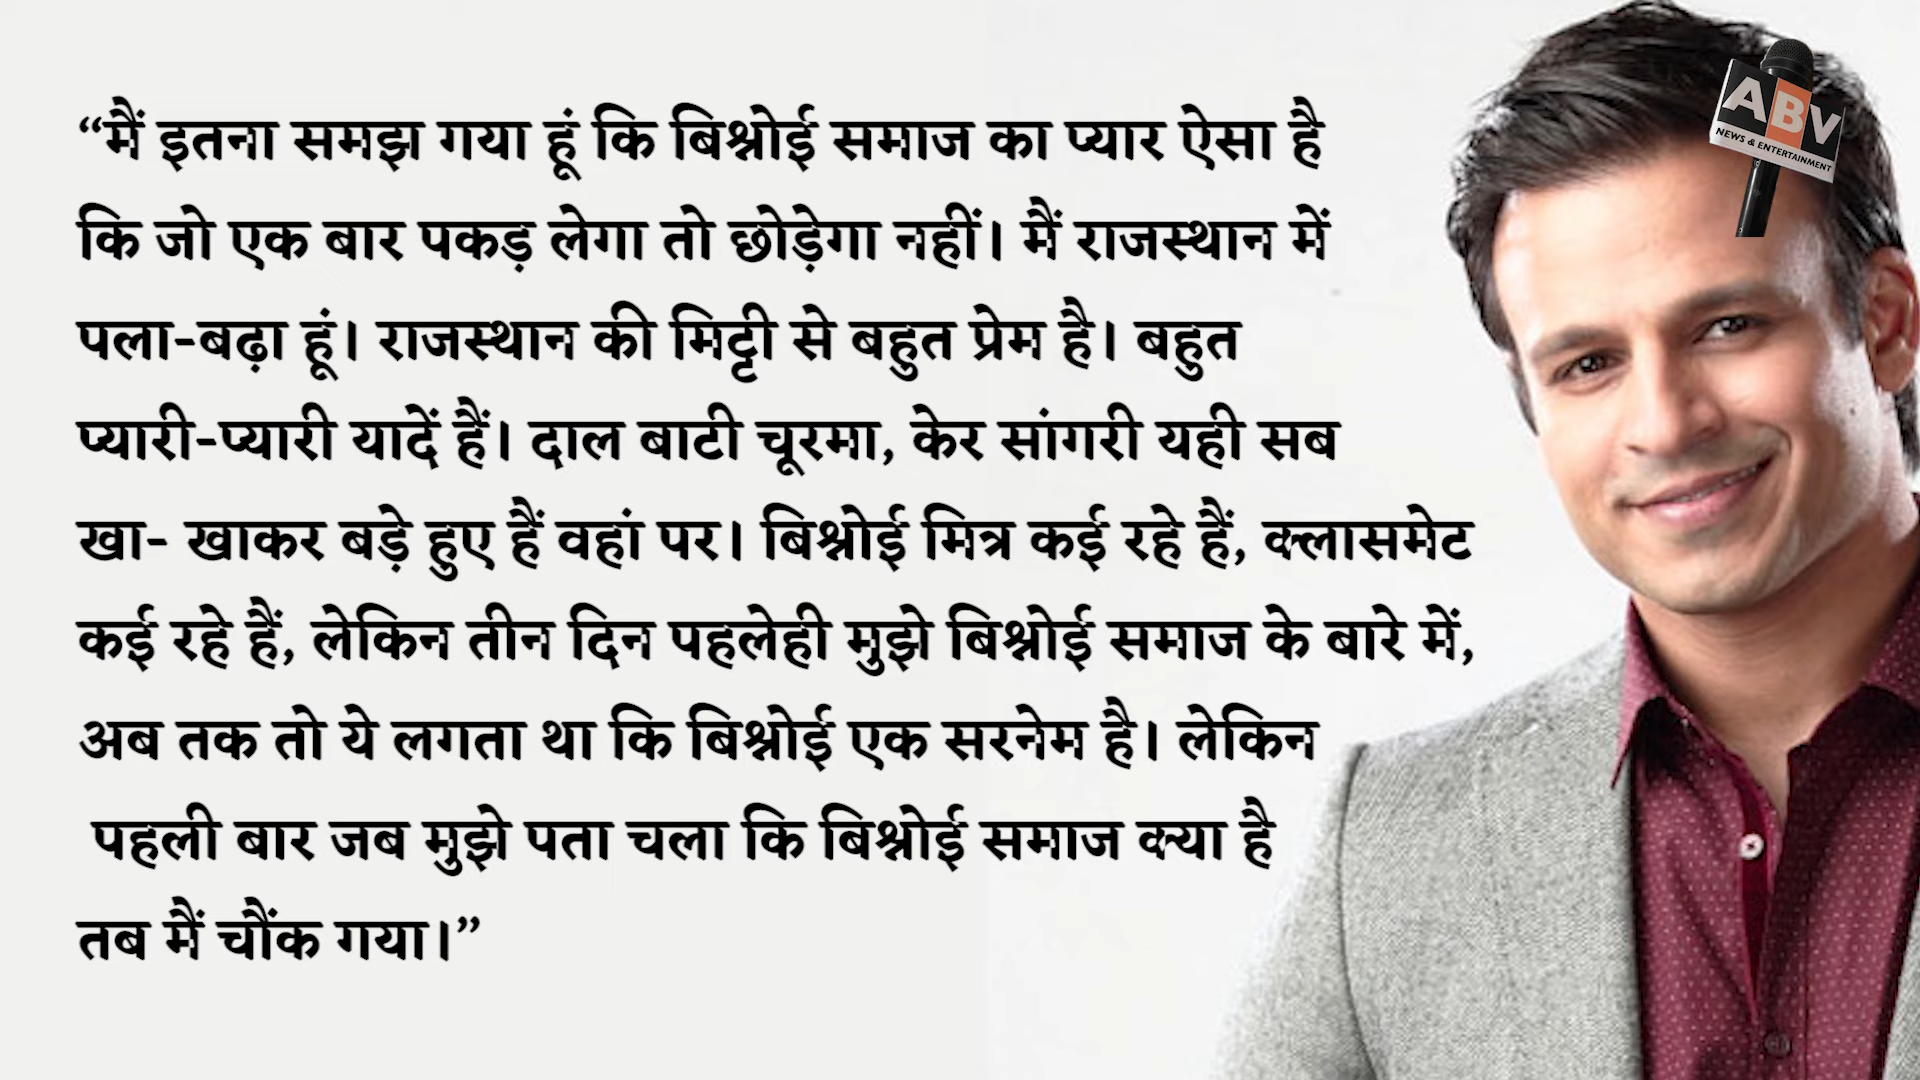 “मैं इतना समझ गया हूं कि बिश्नोई समाज का प्यार ऐसा है
कि जो एक बार पकड़ लेगा तो छोड़ेगा नहीं। मैं राजस्थान में
पला-बढ़ा हूं। राजस्थान की मिट्टी से बहुत प्रेम है। बहुत
प्यारी-प्यारी यादें हैं। दाल बाटी चूरमा, केर सांगरी यही सब
खा- खाकर बड़े हुए हैं वहां पर। बिश्नोई मित्र कई रहे हैं, क्लासमेट
कई रहे हैं, लेकिन तीन दिन पहलेही मुझे बिश्नोई समाज के बारे में,
अब तक तो ये लगता था कि बिश्नोई एक सरनेम है। लेकिन
पहली बार जब मुझे पता चला कि बिश्नोई समाज क्या है
तब मैं चौंक गया।”
ABV
NEWS & ENTERTAINMENT